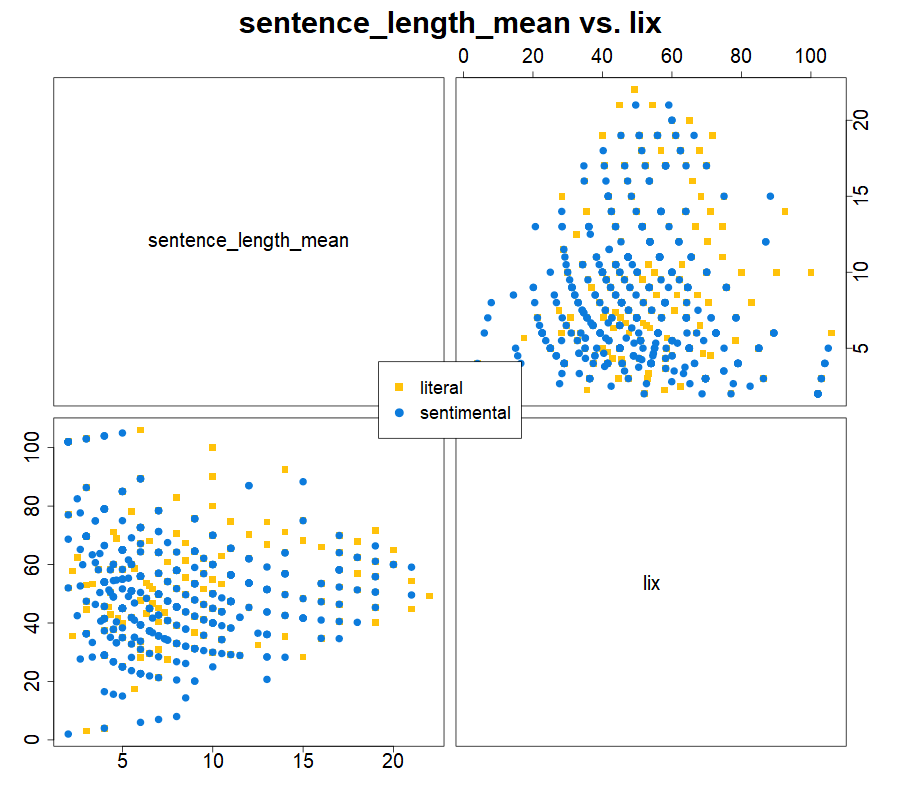 sentence_length_mean vs. lix
0 20 40 60 80 100
sentence_length_mean
5 10 15 20
literal
sentimental
lix
0 20 40 60 80 100
5 10 15 20